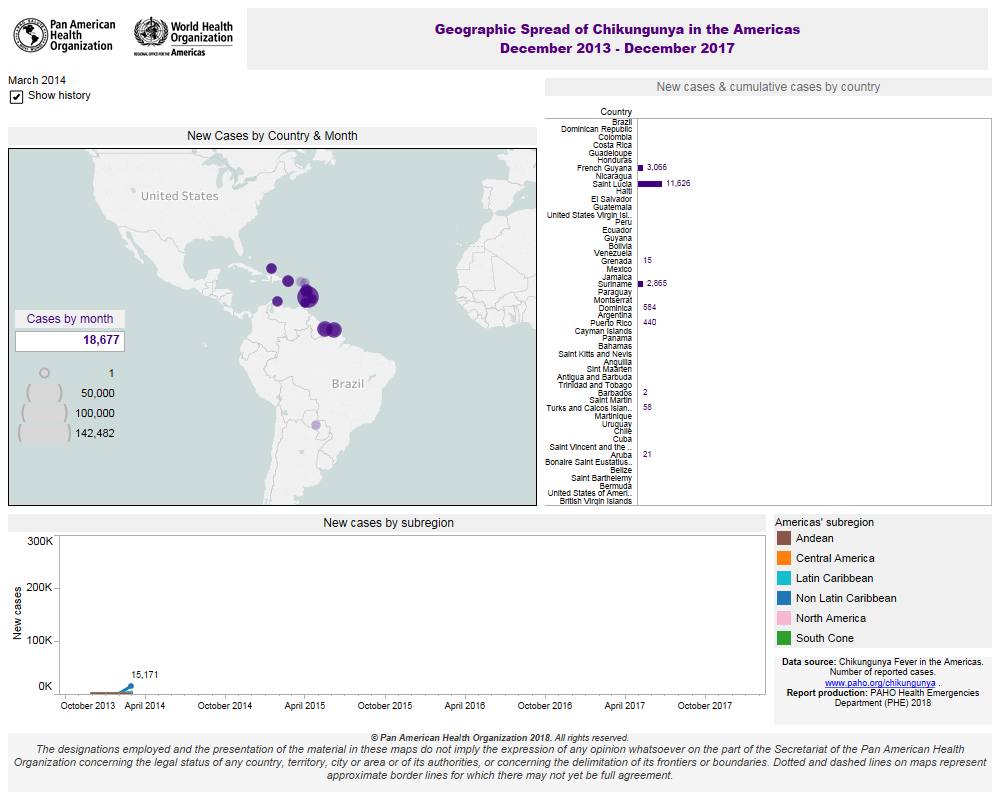 Pan American
Health
Organization
World Health
Organization
REGIONAL OFFICE FOR THE Americas
Geographic Spread of Chikungunya in the Americas
December 2013 - December 2017
March 2014
Show history
New Cases by Country & Month
United States
Brazil
Cases by month
18,677
1
50,000
100,000
142,482
New cases & cumulative cases by country
Country
Brazil
Dominican Republic
Colombia
Costa Rica
Guadeloupe
Honduras
French Guyana 3,066
Nicaragua
Saint Lucia 11,626
Haiti
El Salvador
Guatemala
United States Virgin Isl..
Peru
Ecuador
Guyana
Bolivia
Venezuela
Grenada 15
Mexico
Jamaica
Suriname 2,865
Paraguay
Montserrat
Dominica 584
Argentina
Puerto Rico 440
Cayman Islands
Panama
Bahamas
Saint Kitts and Nevis
Anguilla
Sint Maarten
Antigua and Barbuda
Trinidad and Tobago
Barbados 2
Saint Martin
Turks and Caicos Islan.. 58
Martinique
Uruguay
Chile
Cuba
Saint Vincent and the ..
Aruba 21
Bonaire Saint Eustatius..
Belize
Saint Barthelemy
Bermuda
United States of Ameri..
British Virgin Islands
New cases by subregion
New cases
300K
200K
100K
0K
15,171
October 2013 April 2014 October 2014 April 2015 October 2015 April 2016 October 2016 April 2017 October 2017
Americas' subregion
Andean
Central America
Latin Caribbean
Non Latin Caribbean
North America
South Cone
Data source: Chikungunya Fever in the Americas.
Number of reported cases.
www.paho.org/chikungunya .
Report production: PAHO Health Emergencies
Department (PHE) 2018
© Pan American Health Organization 2018. All rights reserved.
The designations employed and the presentation of the material in these maps do not imply the expression of any opinion whatsoever on the part of the Secretariat of the Pan American Health
Organization concerning the legal status of any country, territory, city or area or of its authorities, or concerning the delimitation of its frontiers or boundaries. Dotted and dashed lines on maps represent
approximate border lines for which there may not yet be full agreement.